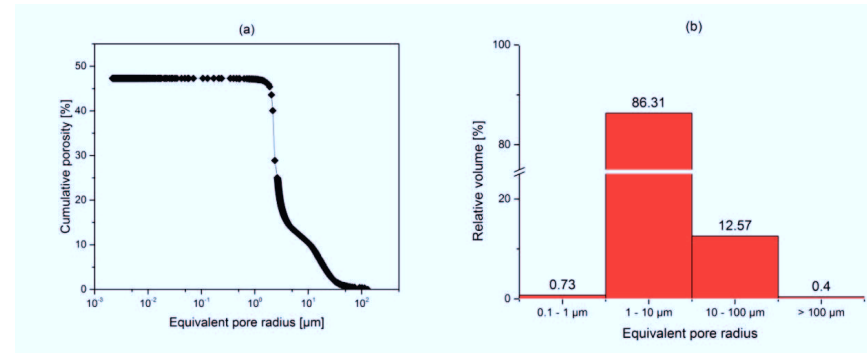 (a)
Cumulative porosity [%]
50
40
30
20
10
0
10⁻³ 10⁻² 10⁻¹ 10⁰ 10¹ 10²
Equivalent pore radius [µm]
(b)
Relative volume [%]
100
80
20
0
86.31
12.57
0.73
0.4
0.1 - 1 µm 1 - 10 µm 10 - 100 µm > 100 µm
Equivalent pore radius